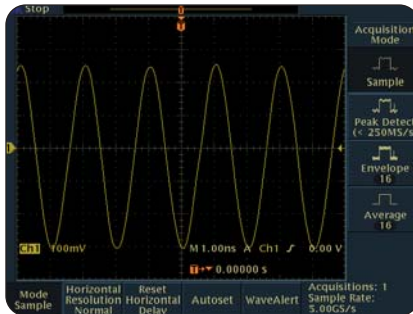 Stop
Acquisition
Mode
Sample
Peak Detect
(< 250MS/s
Envelope
16
Average
16
Ch1 100mV M 1.00ns A Ch1 0.00 V
0.00000 s
Mode
Sample
Horizontal
Resolution
Normal
Reset
Horizontal
Delay
Autoset
WaveAlert
Acquisitions: 1
Sample Rate:
5.00GS/s